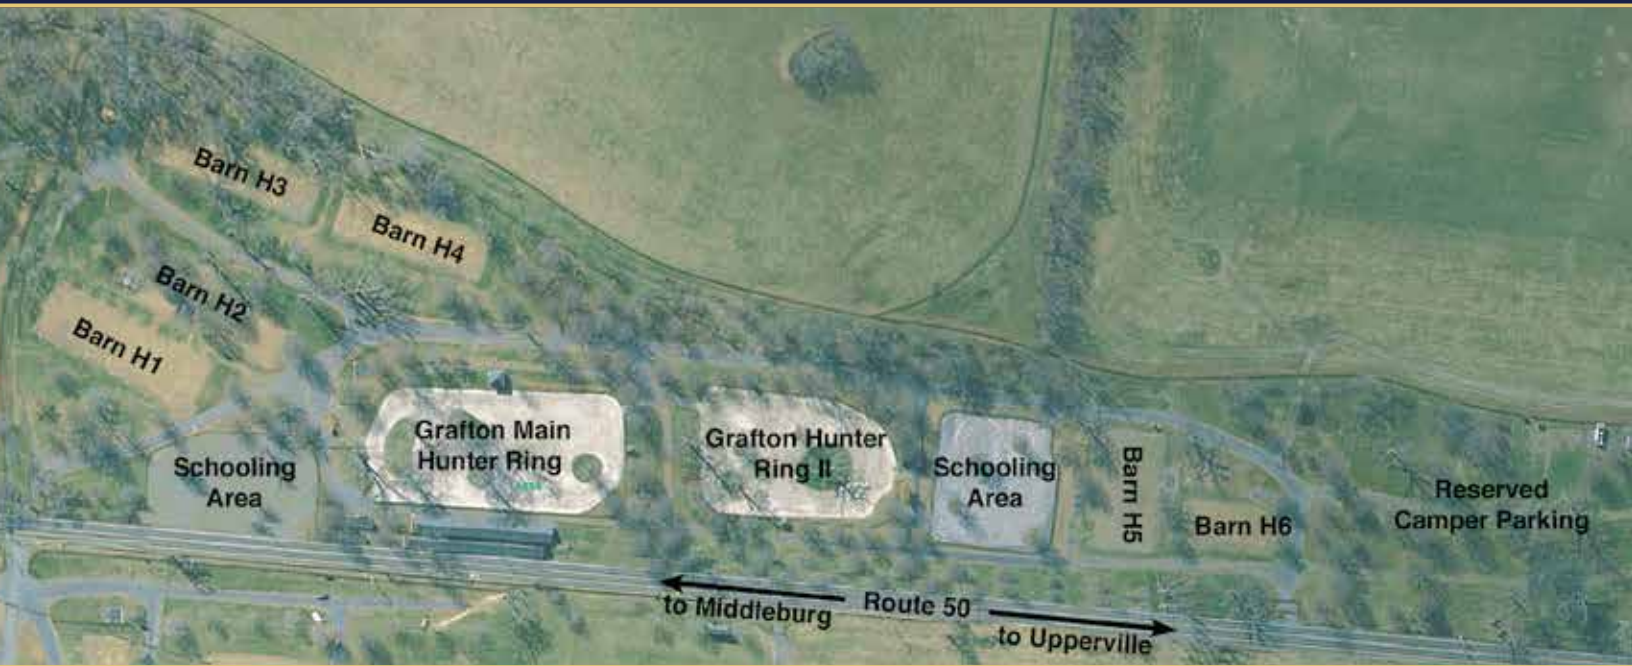 Barn H3
Barn H4
Barn H2
Barn H1
Grafton Main
Hunter Ring
Grafton Hunter
Ring II
Schooling
Area
Schooling
Area
Barn H5
Barn H6
Reserved
Camper Parking
Route 50
to Middleburg
to Upperville